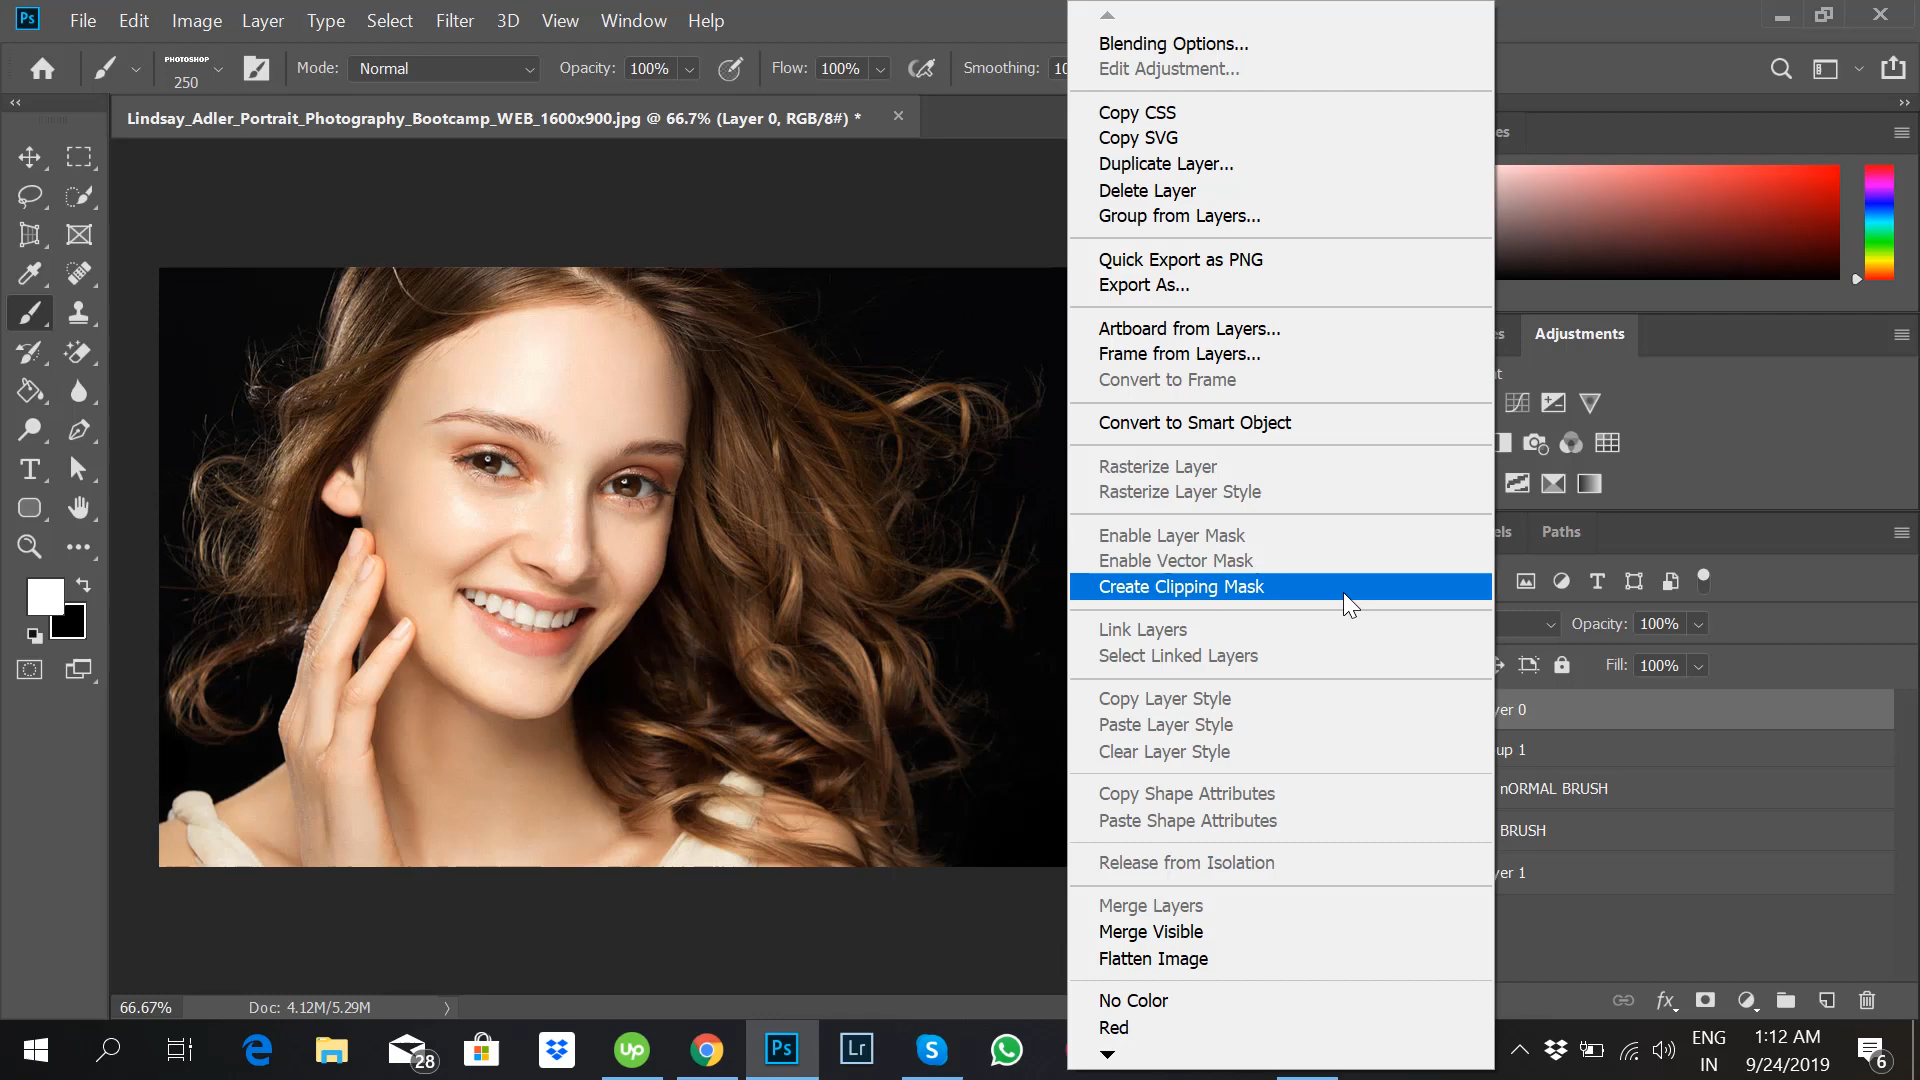 Ps File Edit Image Layer Type Select Filter 3D View Window Help
PHOTOSHOP
250
Mode: Normal Opacity: 100% Flow: 100% Smoothing: 10
Lindsay_Adler_Portrait_Photography_Bootcamp_WEB_1600x900.jpg @ 66.7% (Layer 0, RGB/8#) *
66.67% Doc: 4.12M/5.29M
Blending Options...
Edit Adjustment...
Copy CSS
Copy SVG
Duplicate Layer...
Delete Layer
Group from Layers...
Quick Export as PNG
Export As...
Artboard from Layers...
Frame from Layers...
Convert to Frame
Convert to Smart Object
Rasterize Layer
Rasterize Layer Style
Enable Layer Mask
Enable Vector Mask
Create Clipping Mask
Link Layers
Select Linked Layers
Copy Layer Style
Paste Layer Style
Clear Layer Style
Copy Shape Attributes
Paste Shape Attributes
Release from Isolation
Merge Layers
Merge Visible
Flatten Image
No Color
Red
es
s Adjustments
t
els Paths
Opacity: 100%
Fill: 100%
er 0
up 1
nORMAL BRUSH
BRUSH
er 1
28
up
Ps
Lr
ENG
IN
1:12 AM
9/24/2019
6